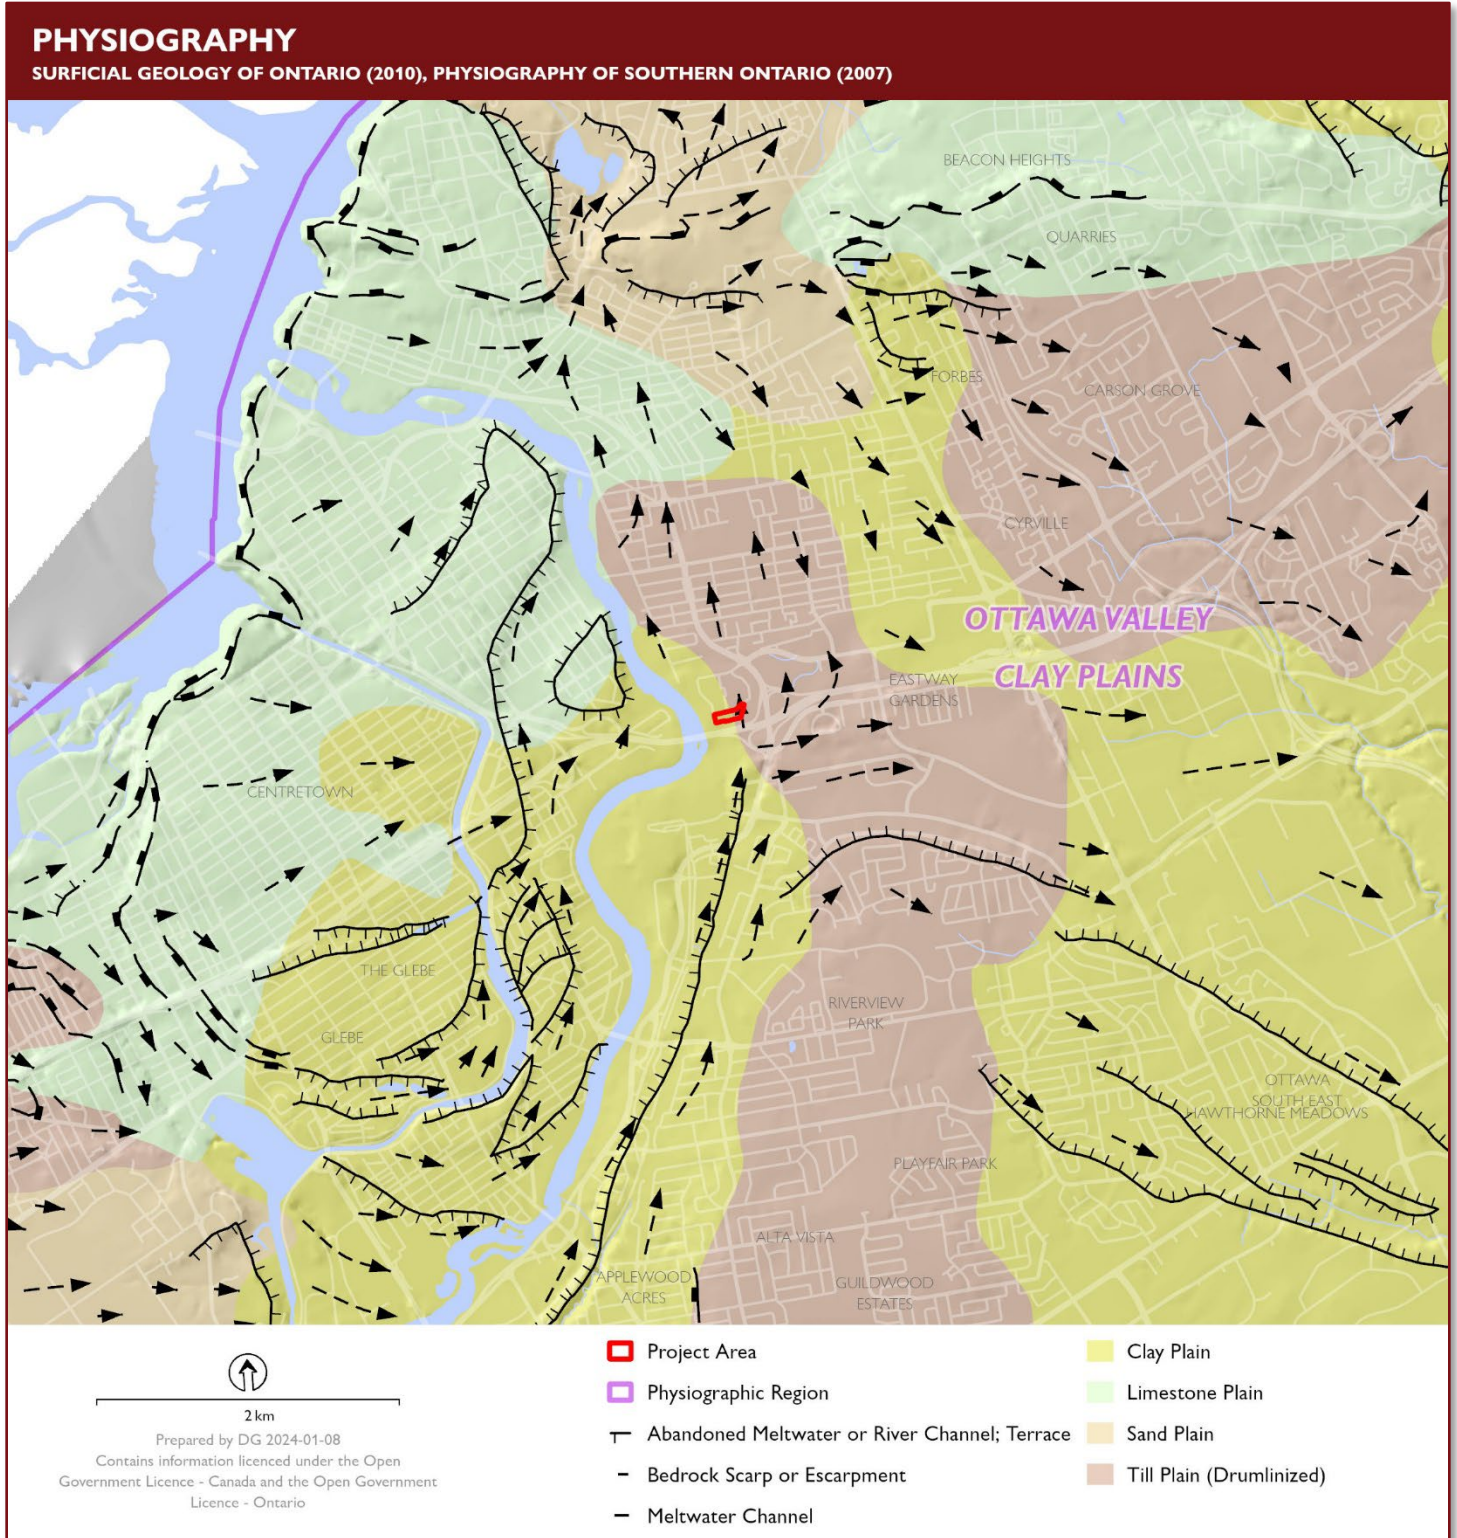 PHYSIOGRAPHY
SURFICIAL GEOLOGY OF ONTARIO (2010), PHYSIOGRAPHY OF SOUTHERN ONTARIO (2007)
BEACON HEIGHTS
QUARRIES
FORBES
CARSON GROVE
CYRVILLE
OTTAWA VALLEY
CLAY PLAINS
EASTWAY
GARDENS
CENTRETOWN
THE GLEBE
GLEBE
RIVERVIEW
PARK
OTTAWA
SOUTH EAST
HAWTHORNE MEADOWS
PLAYFAIR PARK
ALTA VISTA
APPLEWOOD
ACRES
GUILDWOOD
ESTATES
2 km
Prepared by DG 2024-01-08
Contains information licenced under the Open
Government Licence - Canada and the Open Government
Licence - Ontario
Project Area
Physiographic Region
Abandoned Meltwater or River Channel; Terrace
Bedrock Scarp or Escarpment
Meltwater Channel
Clay Plain
Limestone Plain
Sand Plain
Till Plain (Drumlinized)